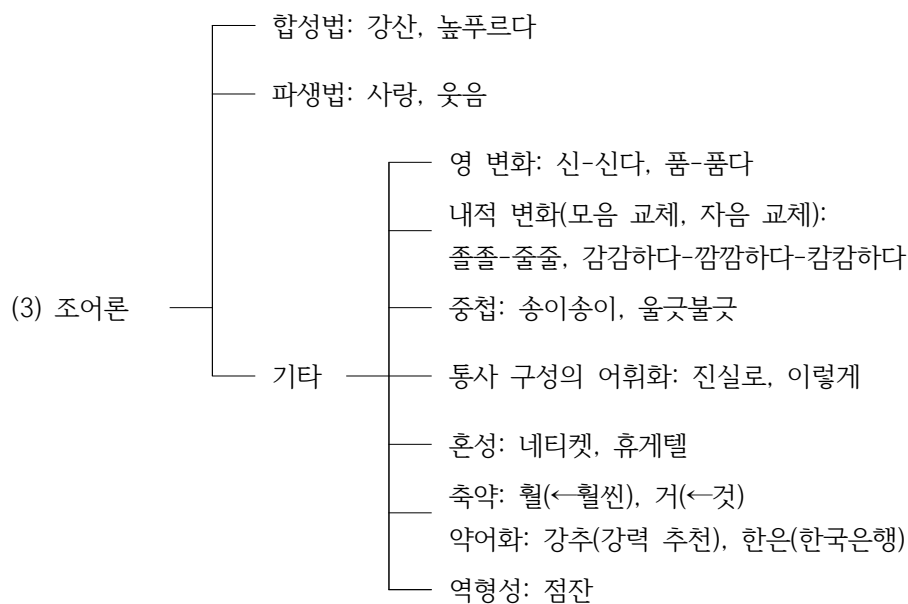 합성법: 강산, 높푸르다
파생법: 사랑, 웃음
영 변화: 신-신다, 품-품다
내적 변화(모음 교체, 자음 교체):
졸졸-줄줄, 감감하다-깜깜하다-캄캄하다
(3) 조어론
중첩: 송이송이, 울긋불긋
기타
통사 구성의 어휘화: 진실로, 이렇게
혼성: 네티켓, 휴게텔
축약: 훨(←훨씬), 거(←것)
약어화: 강추(강력 추천), 한은(한국은행)
역형성: 점잔